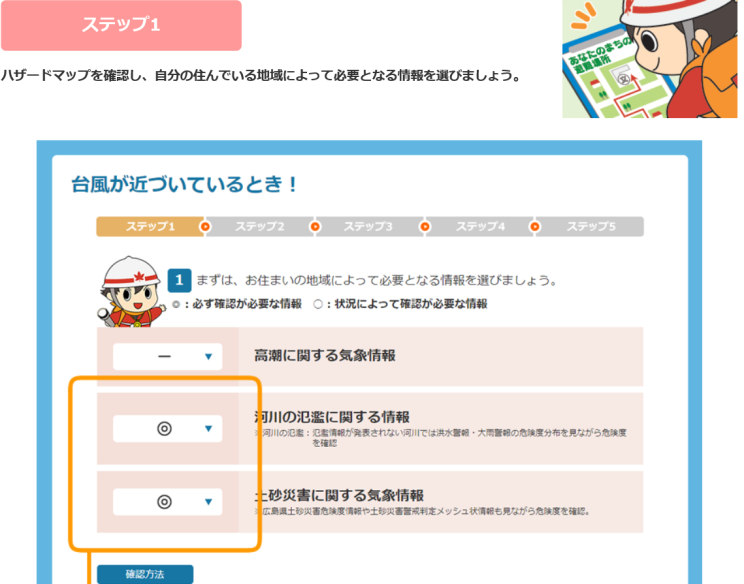 ステップ1
ハザードマップを確認し、自分の住んでいる地域によって必要となる情報を選びましょう。
あなたのまちの
避難場所
台風が近づいているとき！
ステップ1 ステップ2 ステップ3 ステップ4 ステップ5
1 まずは、お住まいの地域によって必要となる情報を選びましょう。
◎：必ず確認が必要な情報 ○：状況によって確認が必要な情報
ー ▼ 高潮に関する気象情報
◎ ▼ 河川の氾濫に関する情報
※河川の氾濫：氾濫情報が発表されない河川では洪水警報・大雨警報の危険度分布を見ながら危険度
を確認
◎ ▼ 土砂災害に関する気象情報
※広島県土砂災害危険度情報や土砂災害警戒判定メッシュ状情報も見ながら危険度を確認。
確認方法